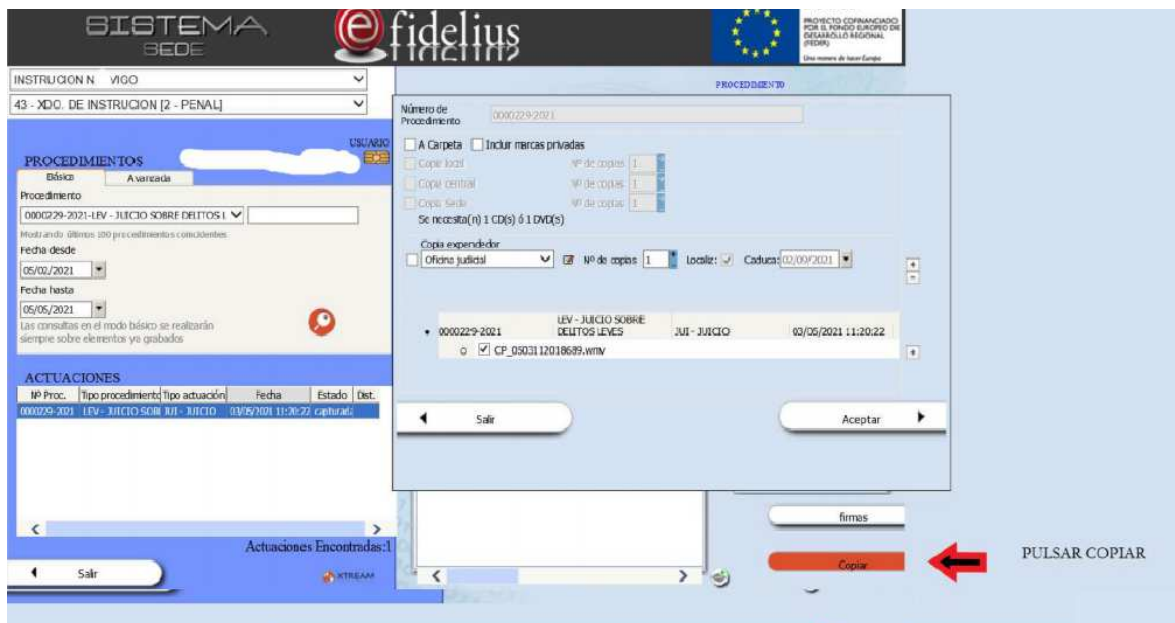 SISTEMA
SEDE
efidelius
PROYECTO COFINANCIADO
POR EL FONDO EUROPEO DE
DESARROLLO REGIONAL
(FEDER)
Una manera de hacer Europa
INSTRUCION N VIGO
43 - XDO. DE INSTRUCION [2 - PENAL]
USUARIO
PROCEDIMIENTOS
Básica Avanzada
Procedimiento
0000229-2021-LEV - JUICIO SOBRE DELITOS L
Mostrando últimos 100 procedimientos coincidentes
Fecha desde
05/02/2021
Fecha hasta
05/05/2021
Las consultas en el modo básico se realizarán
siempre sobre elementos ya grabados
ACTUACIONES
Nº Proc. Tipo procedimiento Tipo actuación Fecha Estado Dist.
0000229-2021 LEV - JUICIO SOBR JUI - JUICIO 03/05/2021 11:20:22 capturada
Actuaciones Encontradas:1
Salir
XTREAM
PROCEDIMIENTO
Número de
Procedimiento
0000229-2021
A Carpeta Incluir marcas privadas
Copia local Nº de copias 1
Copia central Nº de copias 1
Copia Sede Nº de copias 1
Se necesita(n) 1 CD(s) ó 1 DVD(s)
Copia expendedor
Oficina judicial Nº de copias 1 Localiz: Caduca: 02/09/2021
0000229-2021 LEV - JUICIO SOBRE
DELITOS LEVES JUI - JUICIO 03/05/2021 11:20:22
CP_0503112018689.wmv
Salir
Aceptar
firmas
Copiar
PULSAR COPIAR